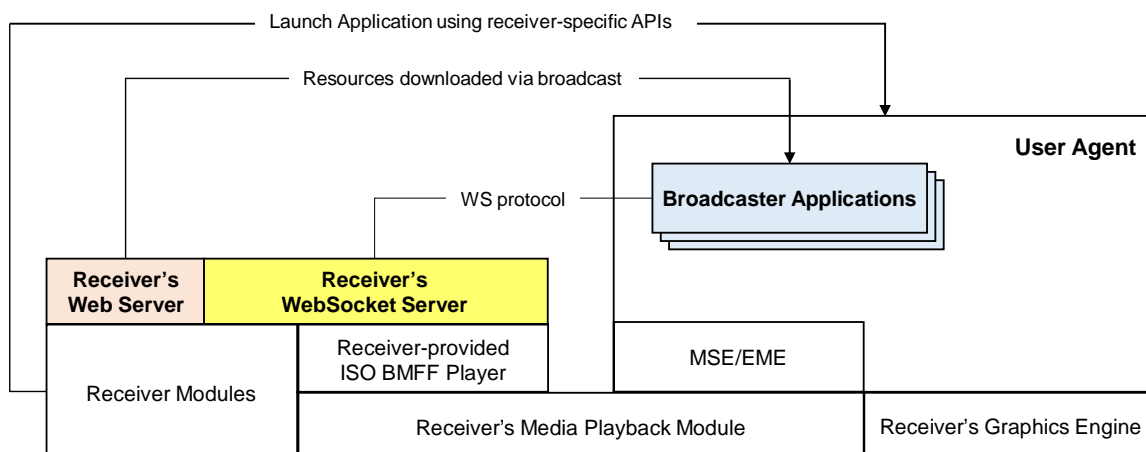 Launch Application using receiver-specific APIs
Resources downloaded via broadcast
User Agent
WS protocol
Broadcaster Applications
Receiver’s
Web Server
Receiver’s
WebSocket Server
Receiver-provided
ISO BMFF Player
MSE/EME
Receiver Modules
Receiver’s Media Playback Module
Receiver’s Graphics Engine